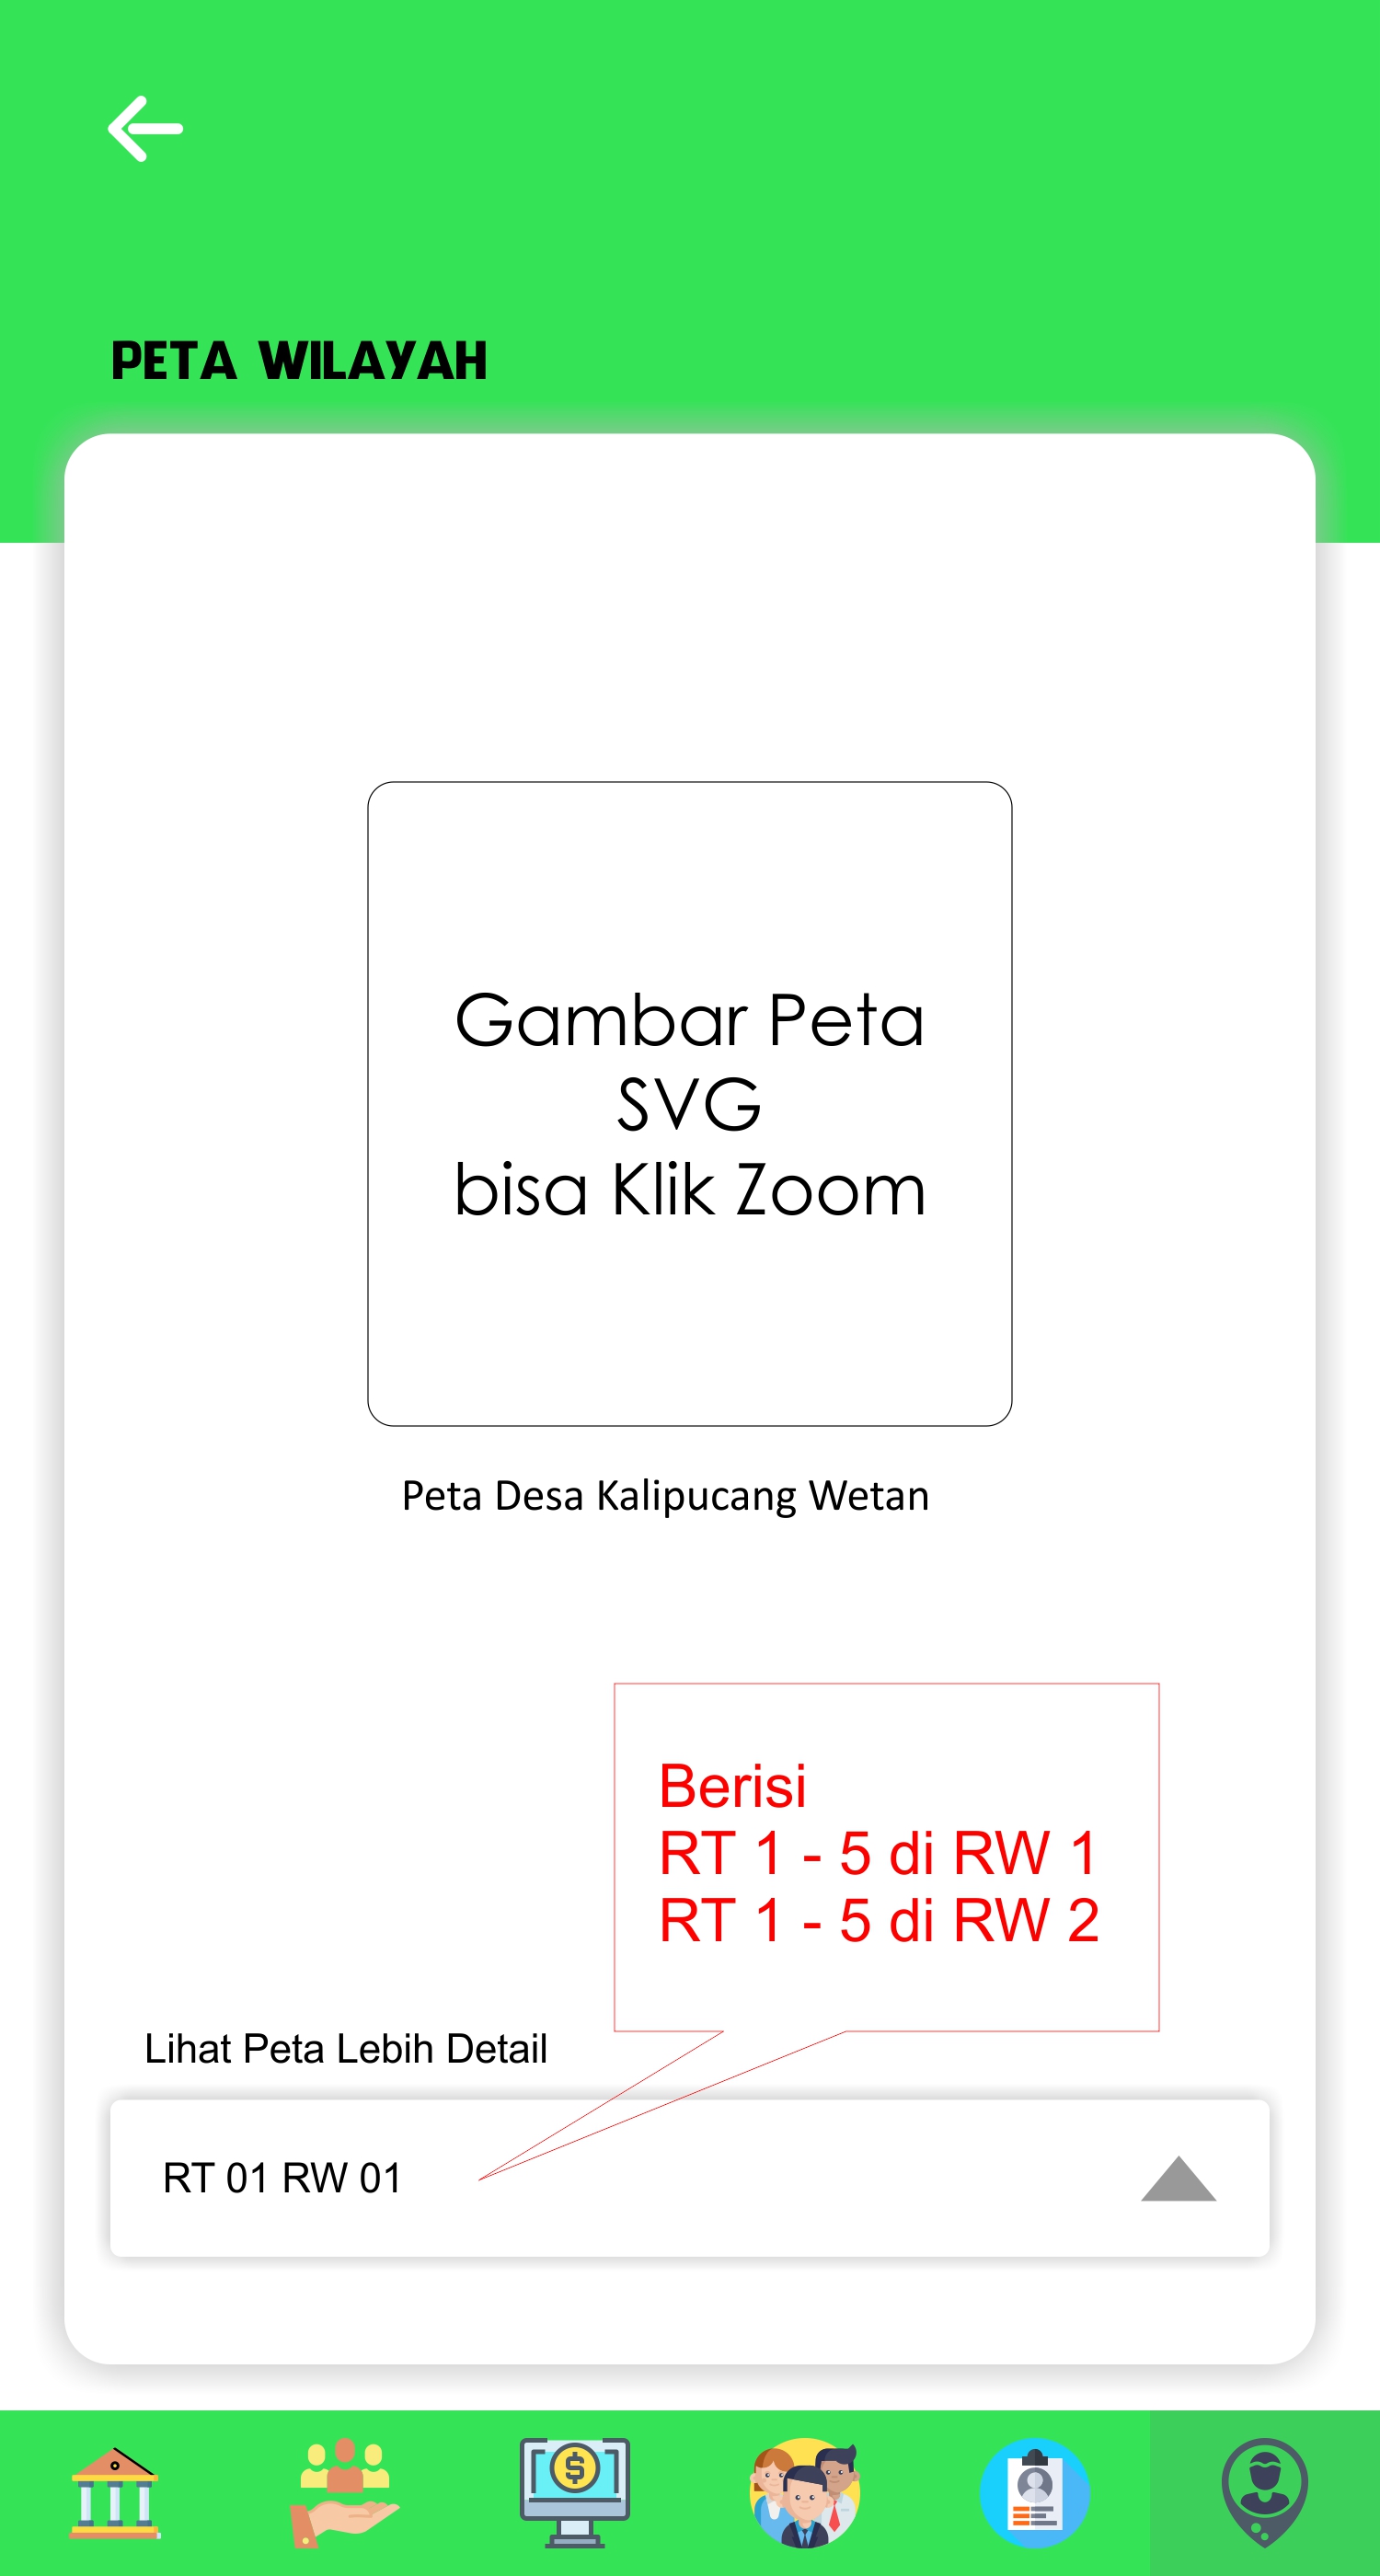 PETA WILAYAH
Gambar Peta
SVG
bisa Klik Zoom
Peta Desa Kalipucang Wetan
Berisi
RT 1 - 5 di RW 1
RT 1 - 5 di RW 2
Lihat Peta Lebih Detail
RT 01 RW 01
$